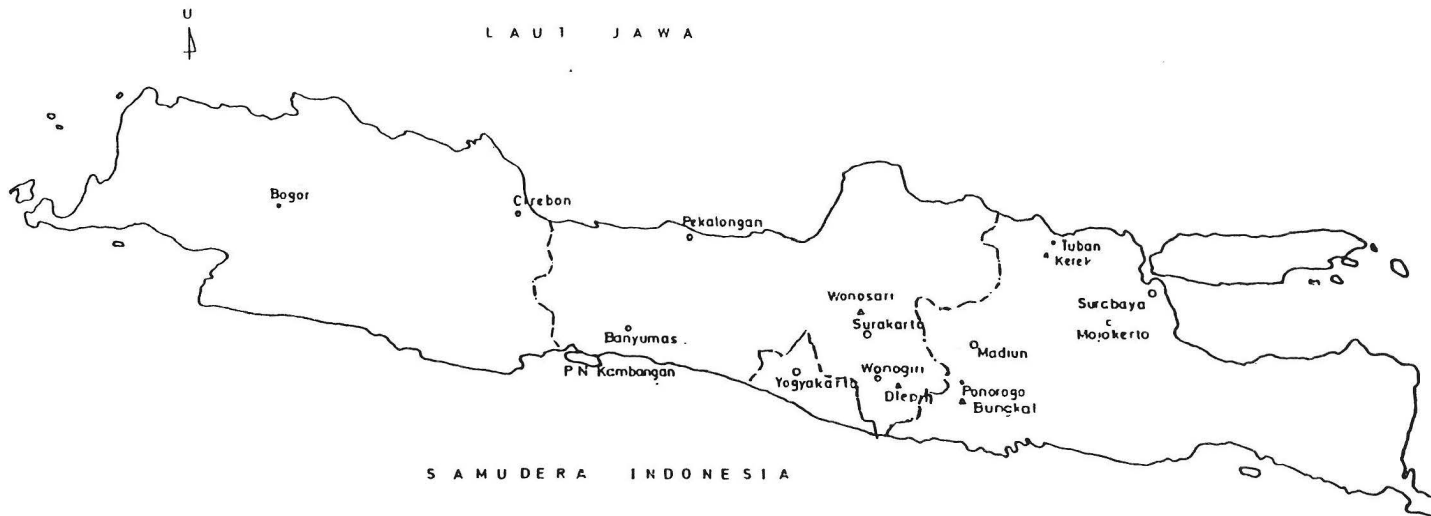 U
LAUT JAWA
Bogor
Cirebon
Pekalongan
Tuban
Kerek
Wonosari
Surakarta
Surabaya
Mojokerto
Banyumas
Madiun
PN Kambangan
Yogyakarta
Wonogiri
Ponorogo
Bungkal
SAMUDERA INDONESIA